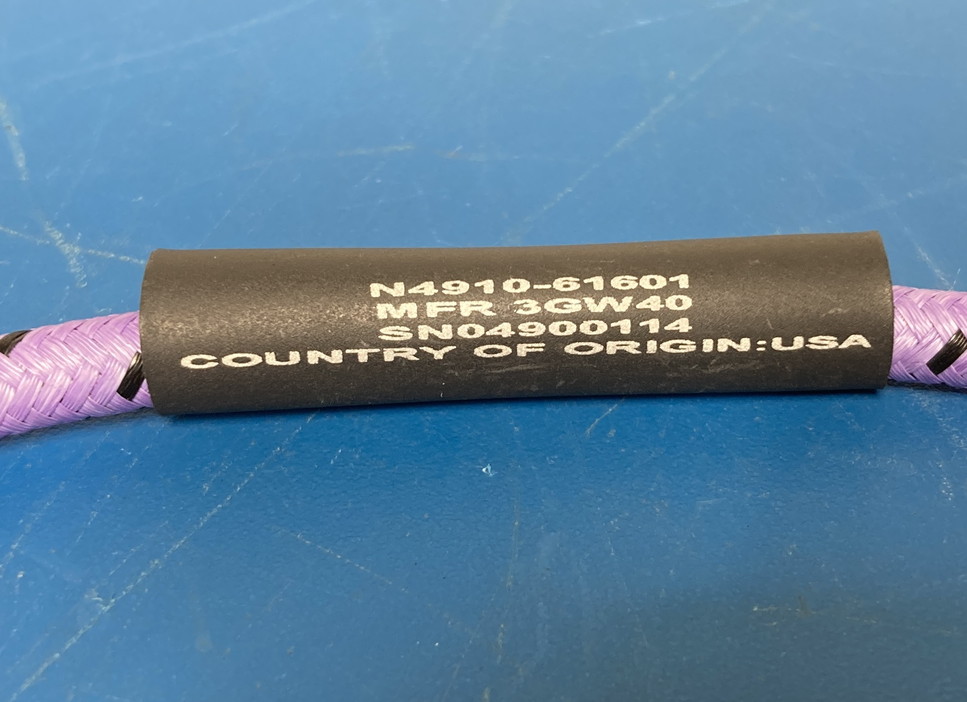 N4910-61601
MFR 3GW40
SN04900114
COUNTRY OF ORIGIN:USA